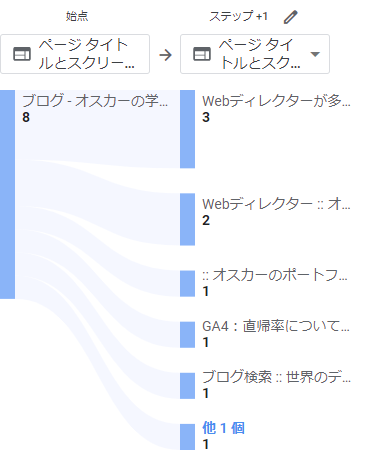 始点
ステップ +1
ページ タイト
ルとスクリー...
ページ タイ
トルとスク...
ブログ - オスカーの学...
8
Webディレクターが多...
3
Webディレクター :: オ...
2
:: オスカーのポートフ...
1
GA4：直帰率について...
1
ブログ検索 :: 世界のデ...
1
他 1 個
1